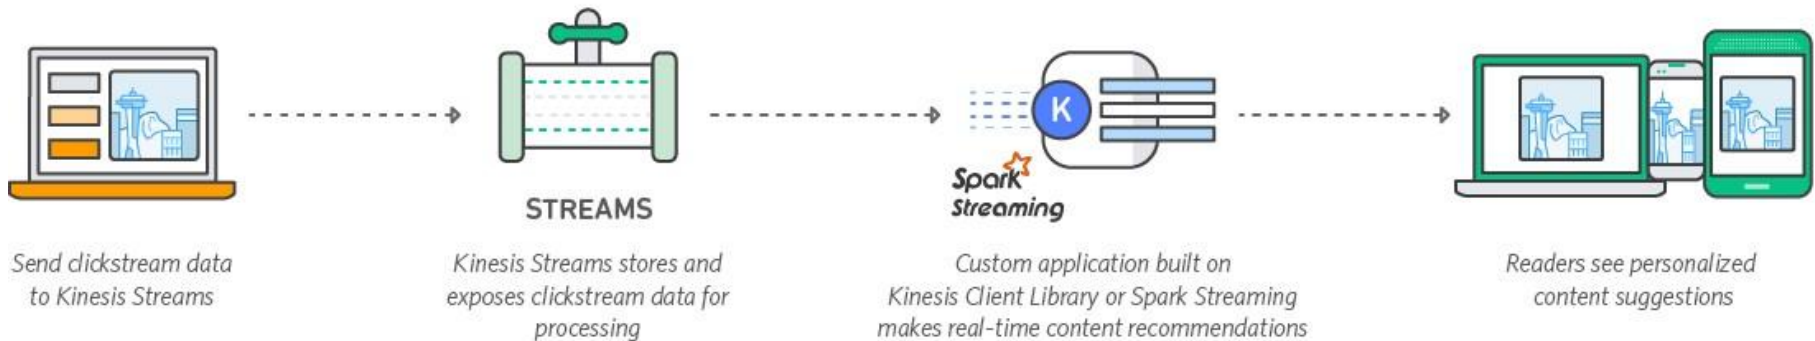 K
Spark
Streaming
STREAMS
Send clickstream data
to Kinesis Streams
Kinesis Streams stores and
exposes clickstream data for
processing
Custom application built on
Kinesis Client Library or Spark Streaming
makes real-time content recommendations
Readers see personalized
content suggestions